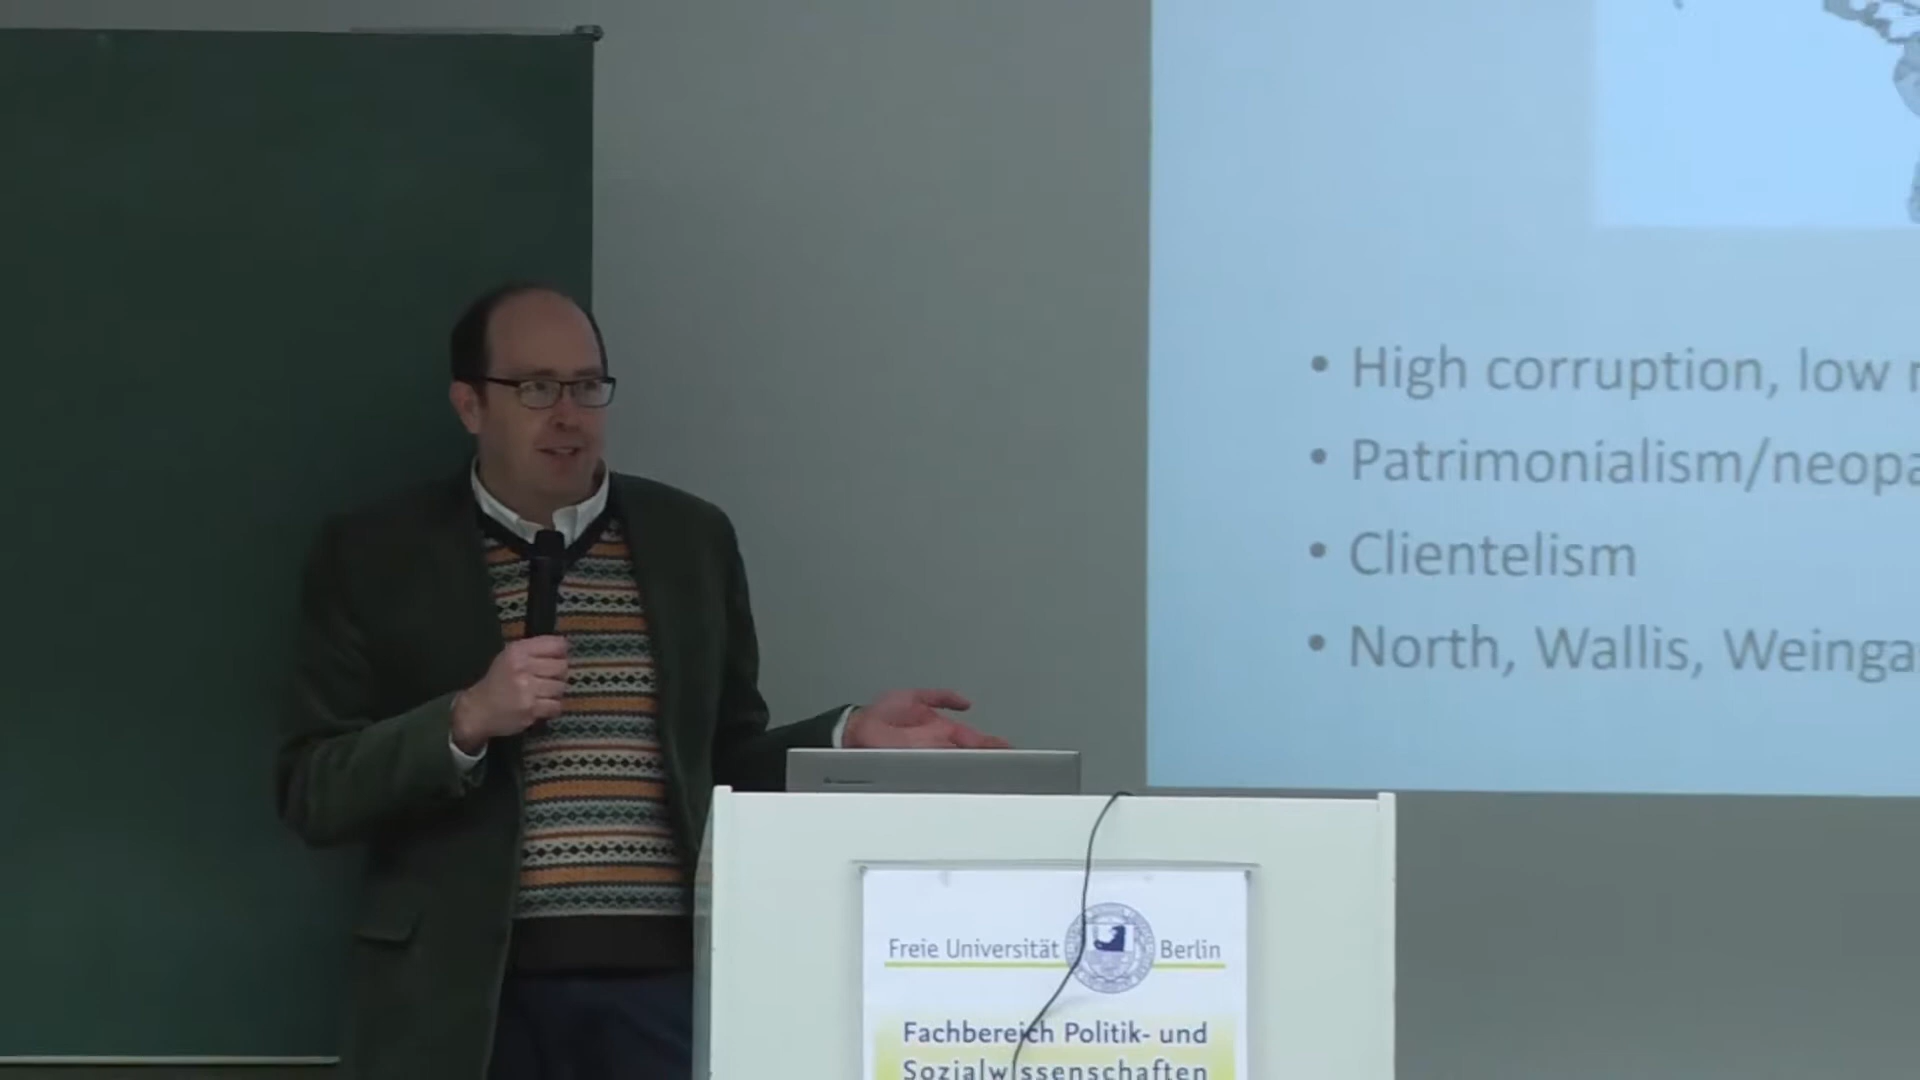 • High corruption, low
• Patrimonialism/neopa
• Clientelism
• North, Wallis, Weinga
Freie Universität Berlin
Fachbereich Politik- und
Sozialwissenschaften